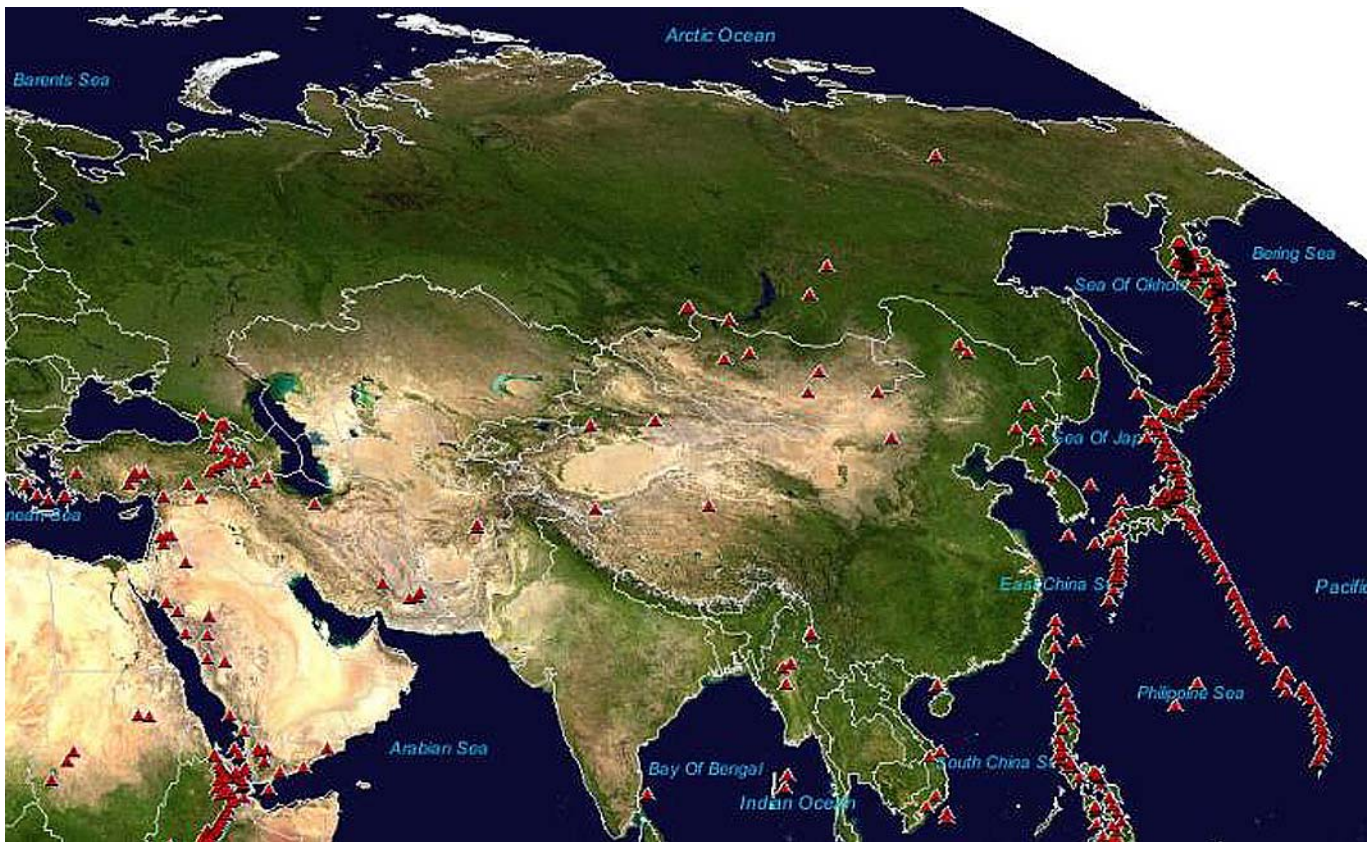 Arctic Ocean
Barents Sea
Bering Sea
Sea Of Okhots
Sea Of Jap
nean Sea
East China S
Pacific
Philippine Sea
Arabian Sea
Bay Of Bengal
South China S
Indian Ocean